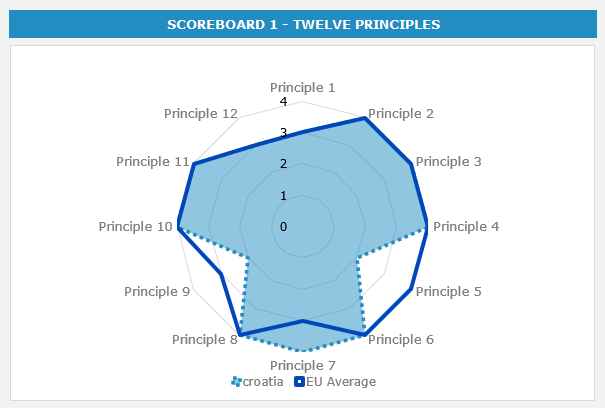 SCOREBOARD 1 - TWELVE PRINCIPLES
Principle 1
4
Principle 12
Principle 2
3
Principle 11
Principle 3
2
1
Principle 10
0
Principle 4
Principle 9
Principle 5
Principle 8
Principle 6
Principle 7
croatia
EU Average